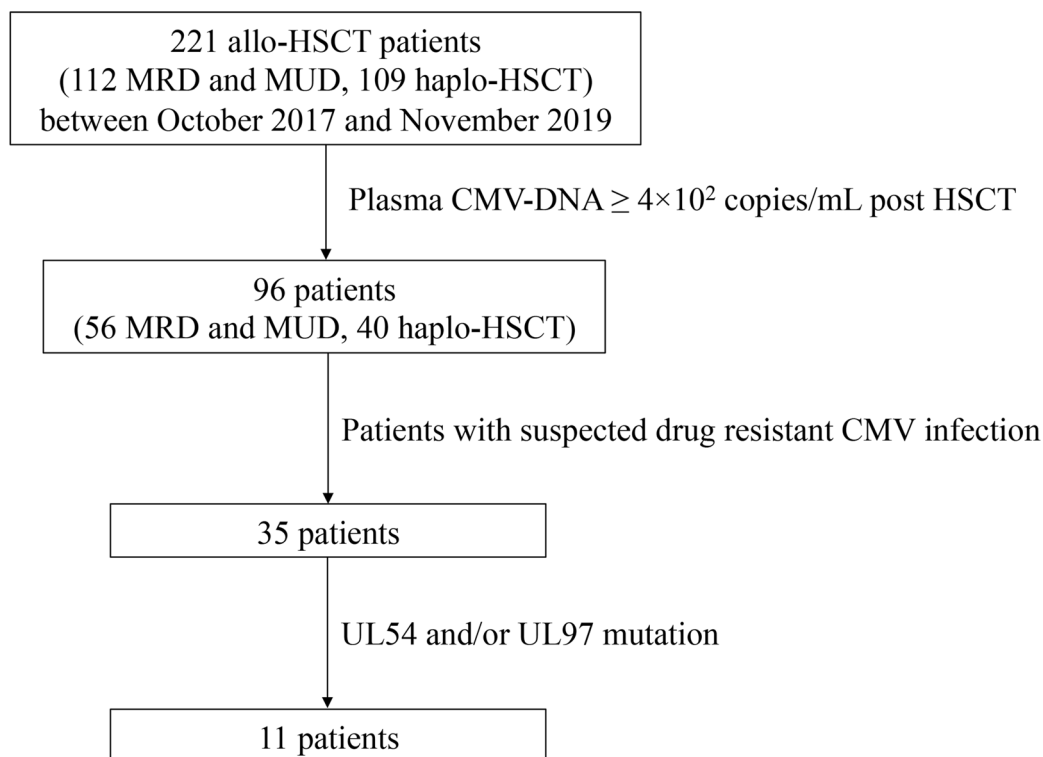 221 allo-HSCT patients
(112 MRD and MUD, 109 haplo-HSCT)
between October 2017 and November 2019
Plasma CMV-DNA ≥ 4×10² copies/mL post HSCT
96 patients
(56 MRD and MUD, 40 haplo-HSCT)
Patients with suspected drug resistant CMV infection
35 patients
UL54 and/or UL97 mutation
11 patients